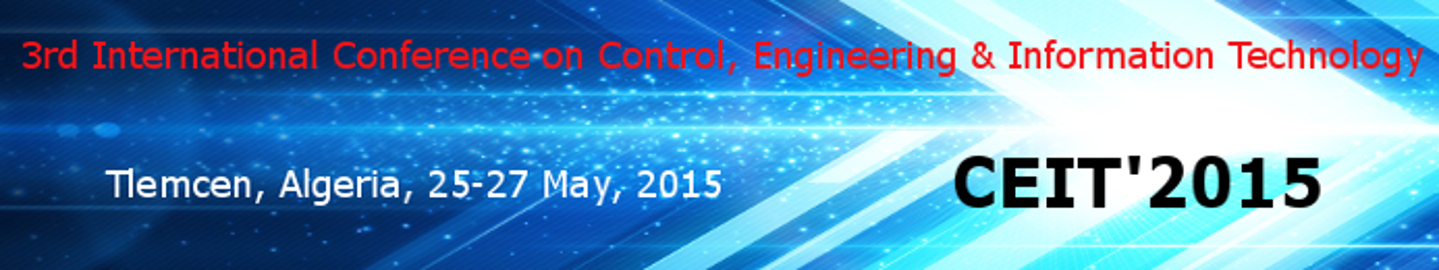 3rd International Conference on Control, Engineering & Information Technology
Tlemcen, Algeria, 25-27 May, 2015
CEIT'2015